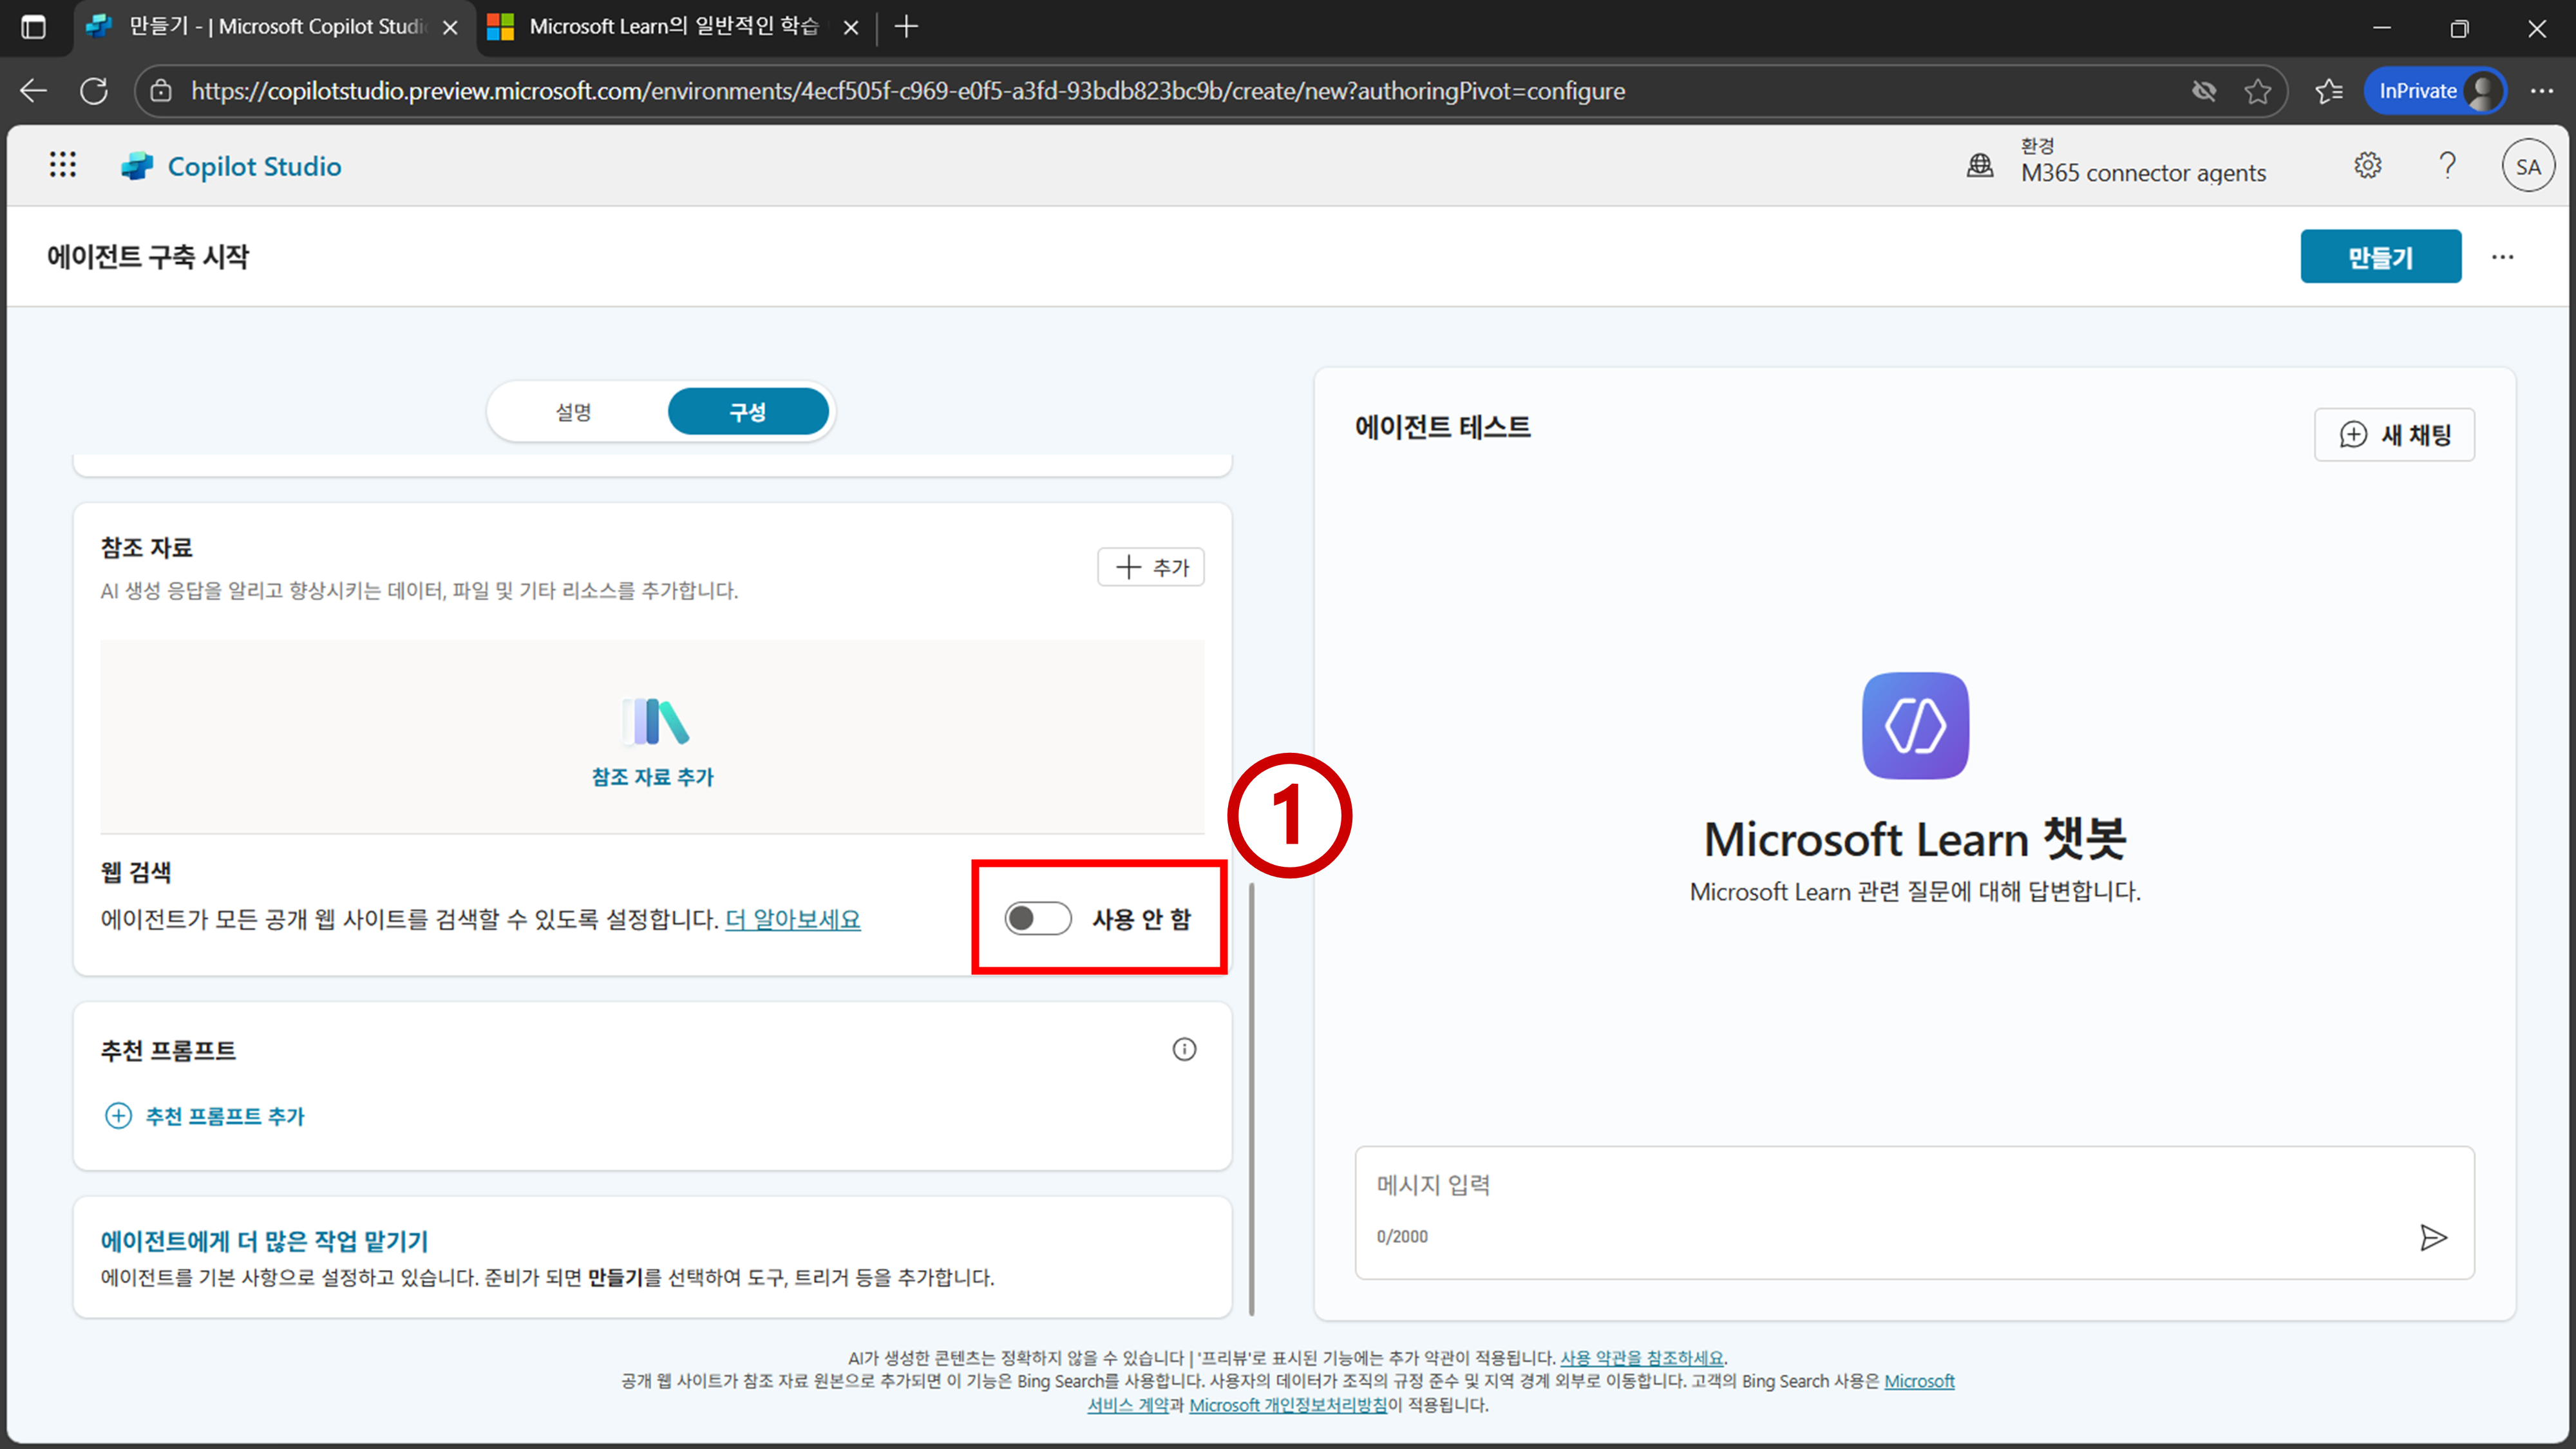 만들기 - | Microsoft Copilot Studi
Microsoft Learn의 일반적인 학습
https://copilotstudio.preview.microsoft.com/environments/4ecf505f-c969-e0f5-a3fd-93bdb823bc9b/create/new?authoringPivot=configure
InPrivate
Copilot Studio
환경
M365 connector agents
SA
에이전트 구축 시작
만들기
설명
구성
참조 자료
추가
AI 생성 응답을 알리고 향상시키는 데이터, 파일 및 기타 리소스를 추가합니다.
참조 자료 추가
1
웹 검색
에이전트가 모든 공개 웹 사이트를 검색할 수 있도록 설정합니다. 더 알아보세요
사용 안 함
추천 프롬프트
추천 프롬프트 추가
에이전트에게 더 많은 작업 맡기기
에이전트를 기본 사항으로 설정하고 있습니다. 준비가 되면 만들기를 선택하여 도구, 트리거 등을 추가합니다.
에이전트 테스트
새 채팅
Microsoft Learn 챗봇
Microsoft Learn 관련 질문에 대해 답변합니다.
메시지 입력
0/2000
AI가 생성한 콘텐츠는 정확하지 않을 수 있습니다 | '프리뷰'로 표시된 기능에는 추가 약관이 적용됩니다. 사용 약관을 참조하세요.
공개 웹 사이트가 참조 자료 원본으로 추가되면 이 기능은 Bing Search를 사용합니다. 사용자의 데이터가 조직의 규정 준수 및 지역 경계 외부로 이동합니다. 고객의 Bing Search 사용은 Microsoft
서비스 계약과 Microsoft 개인정보처리방침이 적용됩니다.